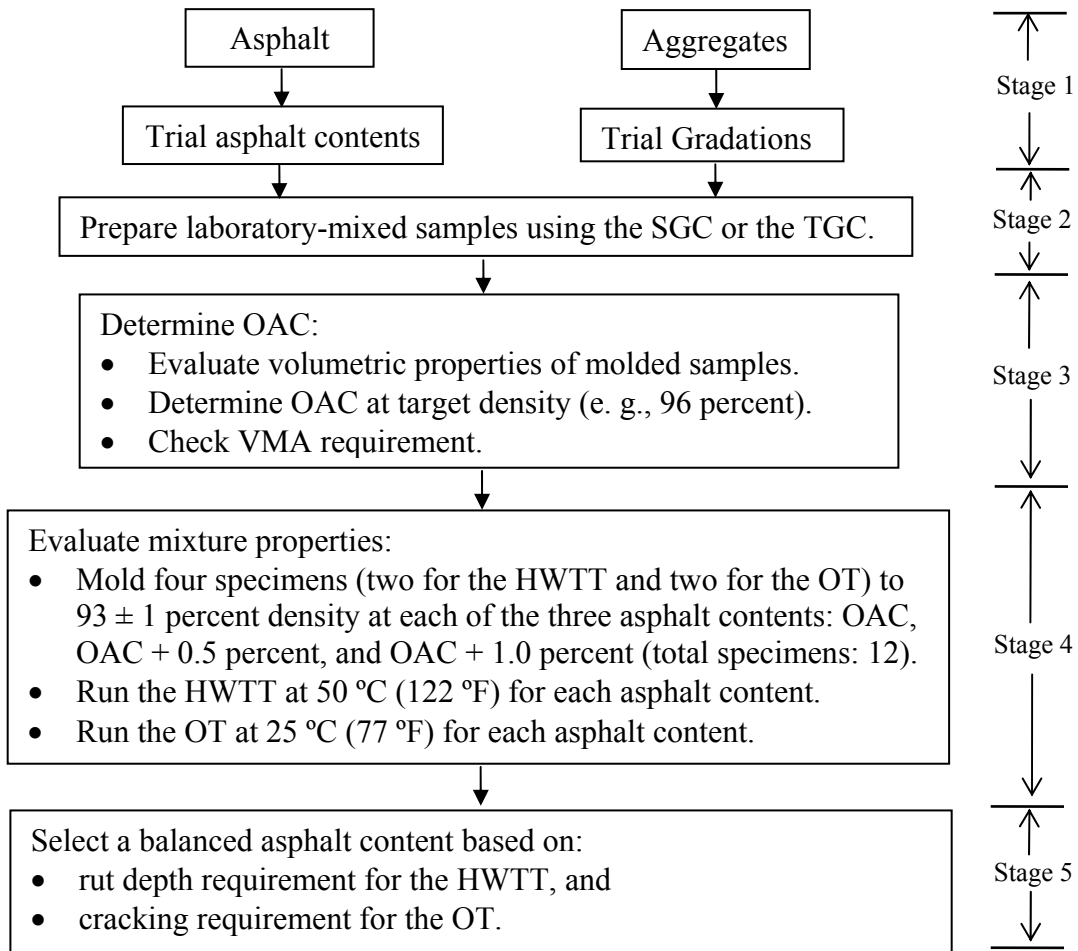 Asphalt
Aggregates
Stage 1
Trial asphalt contents
Trial Gradations
Prepare laboratory-mixed samples using the SGC or the TGC.
Stage 2
Determine OAC:
• Evaluate volumetric properties of molded samples.
• Determine OAC at target density (e. g., 96 percent).
• Check VMA requirement.
Stage 3
Evaluate mixture properties:
• Mold four specimens (two for the HWTT and two for the OT) to
93 ± 1 percent density at each of the three asphalt contents: OAC,
OAC + 0.5 percent, and OAC + 1.0 percent (total specimens: 12).
• Run the HWTT at 50 ºC (122 ºF) for each asphalt content.
• Run the OT at 25 ºC (77 ºF) for each asphalt content.
Stage 4
Select a balanced asphalt content based on:
• rut depth requirement for the HWTT, and
• cracking requirement for the OT.
Stage 5